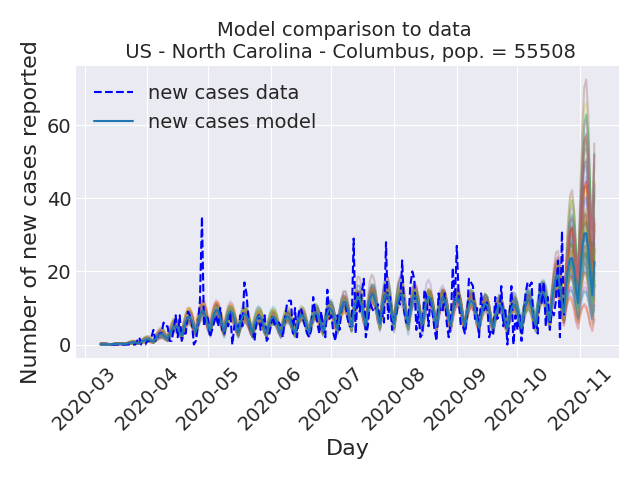 Model comparison to data
US - North Carolina - Columbus, pop. = 55508
new cases data
new cases model
Number of new cases reported
60
40
20
0
2020-03
2020-04
2020-05
2020-06
2020-07
2020-08
2020-09
2020-10
2020-11
Day